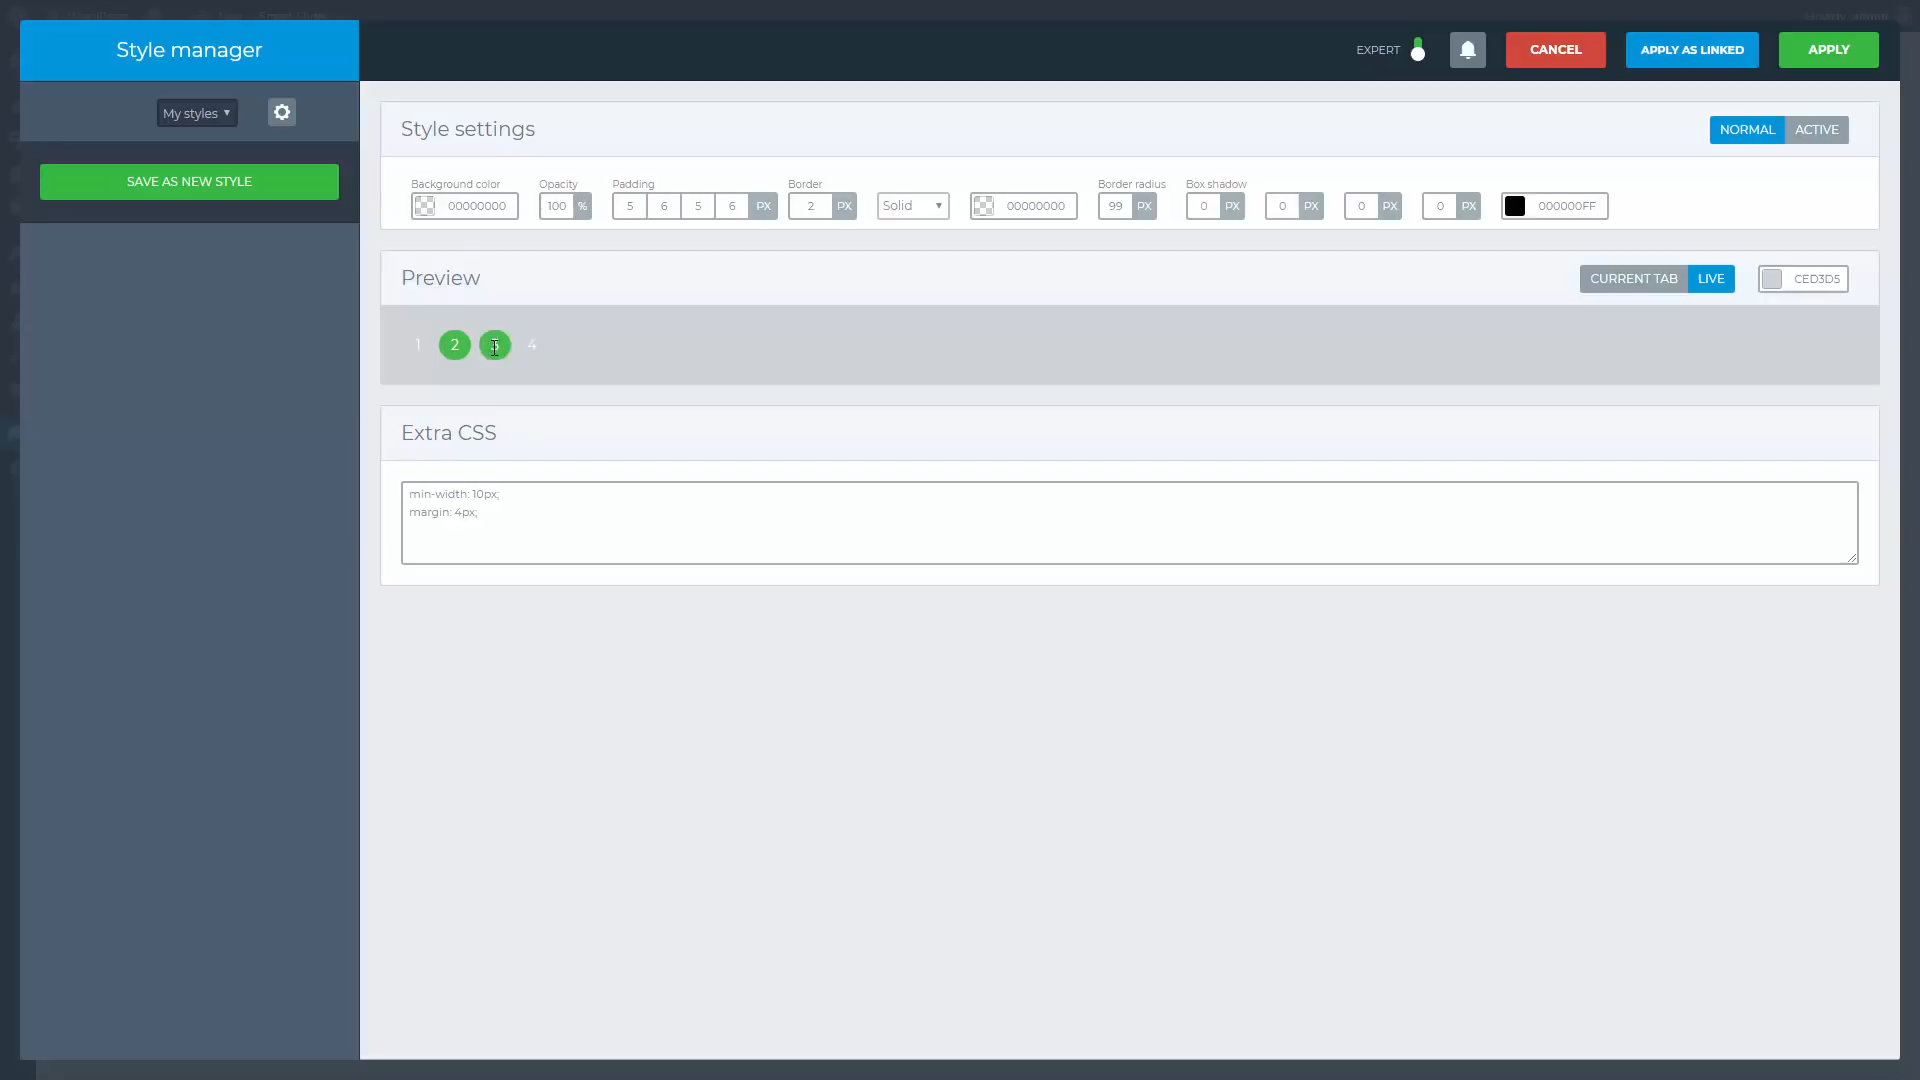 Style manager
EXPERT
CANCEL
APPLY AS LINKED
APPLY
My styles
SAVE AS NEW STYLE
Style settings
NORMAL
ACTIVE
Background color
Opacity
Padding
Border
Border radius
Box shadow
00000000
100 %
5 6 5 6 PX
2 PX
Solid
00000000
99 PX
0 PX
0 PX
0 PX
0 PX
000000FF
Preview
CURRENT TAB
LIVE
CED3D5
1 2 3 4
Extra CSS
min-width: 10px;
margin: 4px;